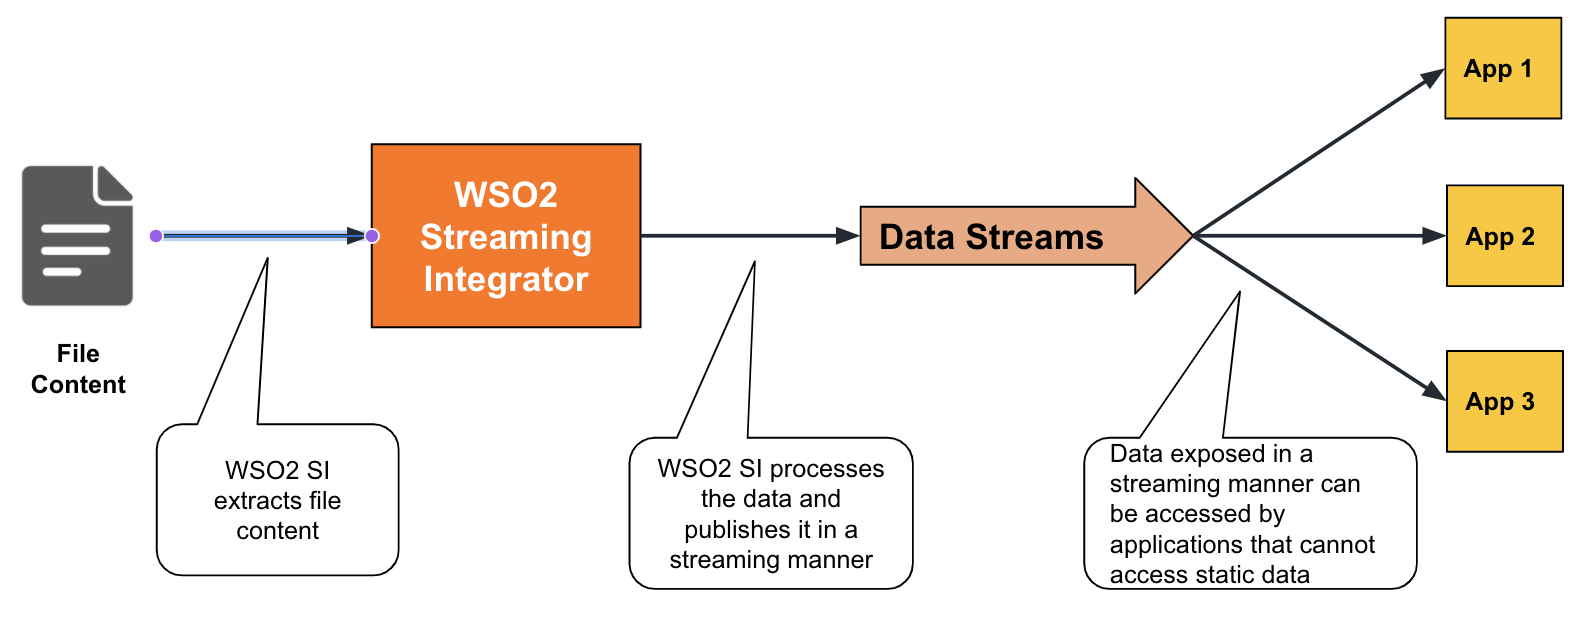 File
Content
WSO2
Streaming
Integrator
Data Streams
App 1
App 2
App 3
WSO2 SI
extracts file
content
WSO2 SI processes
the data and
publishes it in a
streaming manner
Data exposed in a
streaming manner can
be accessed by
applications that cannot
access static data